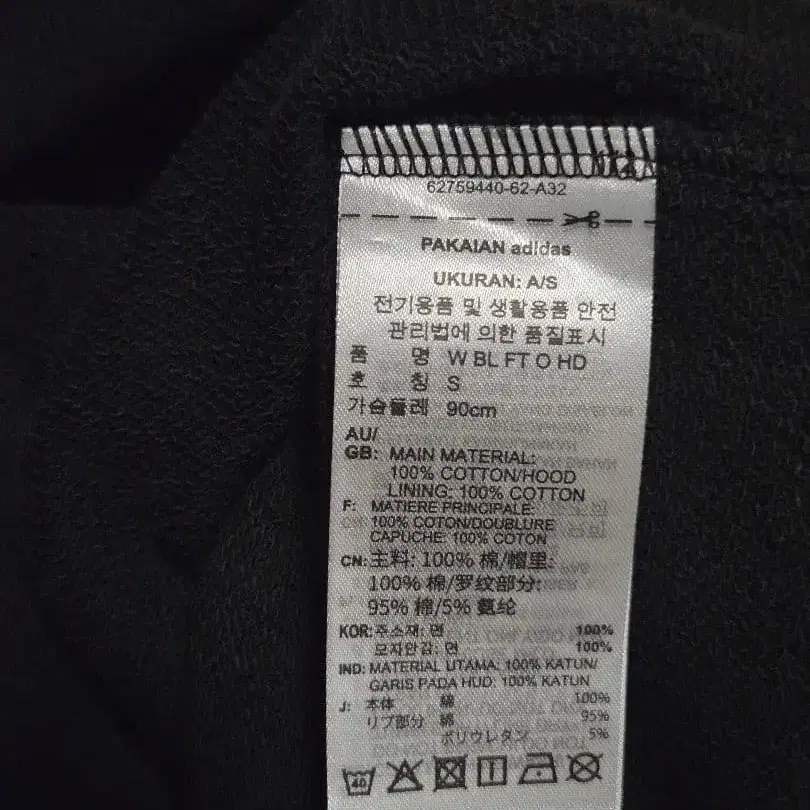 62759440-62-A32
PAKAIAN adidas
UKURAN: A/S
전기용품 및 생활용품 안전
관리법에 의한 품질표시
품 명 W BL FT O HD
호 칭 S
가슴둘레 90cm
AU/
GB: MAIN MATERIAL:
100% COTTON/HOOD
LINING: 100% COTTON
F: MATIERE PRINCIPALE:
100% COTON/DOUBLURE
CAPUCHE: 100% COTON
CN: 主料: 100% 棉/帽里:
100% 棉/罗纹部分:
95% 棉/5% 氨纶
KOR: 주소재: 면 100%
모자안감: 면 100%
IND: MATERIAL UTAMA: 100% KATUN/
GARIS PADA HUD: 100% KATUN
J: 本体 綿 100%
リブ部分 綿 95%
ポリウレタン 5%
40